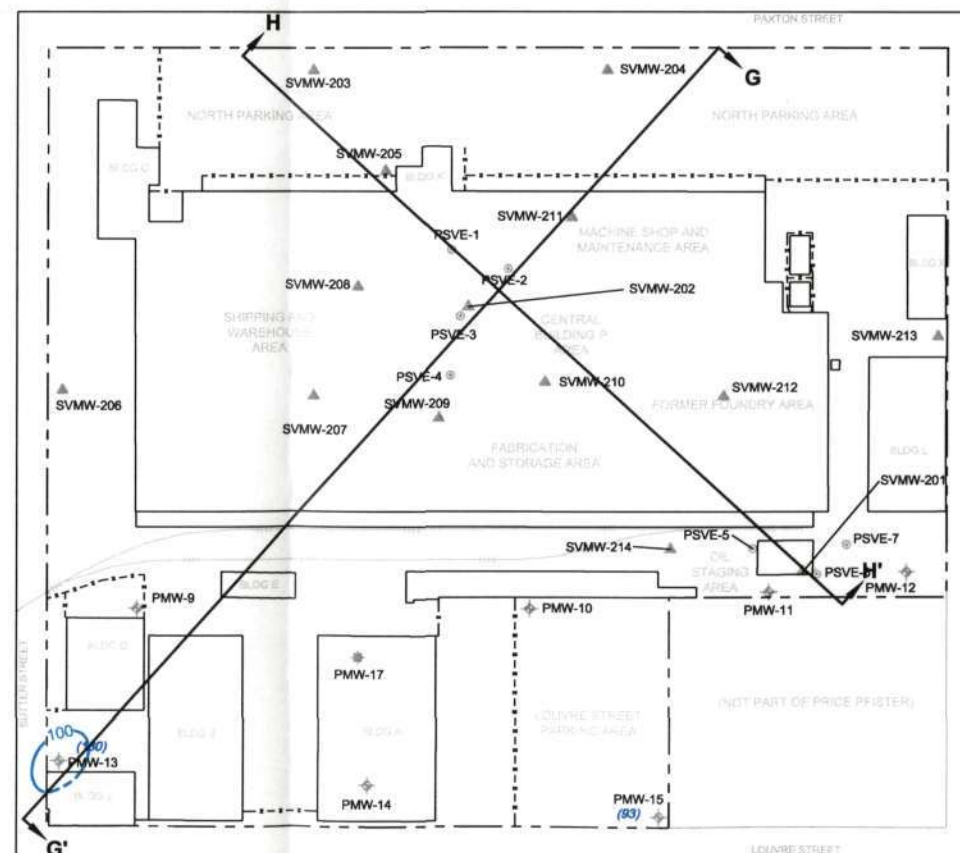 PAXTON STREET
H
G
SVMW-203
SVMW-204
NORTH PARKING AREA
NORTH PARKING AREA
SVMW-205
BLDG K
SVMW-211
MACHINE SHOP AND
MAINTENANCE AREA
PSVE-1
PSVE-2
SVMW-208
SVMW-202
SHIPPING AND
WAREHOUSE
AREA
PSVE-3
CENTRAL
BUILDING P
AREA
SVMW-213
PSVE-4
SVMW-210
SVMW-212
SVMW-206
SVMW-209
FORMER FOUNDRY AREA
SVMW-207
FABRICATION
AND STORAGE AREA
BLDG L
SVMW-201
SVMW-214
PSVE-5
PSVE-7
OIL
STAGING
AREA
H'
BLDG E
PMW-9
PMW-10
PMW-11
PMW-12
PMW-17
SUTTER STREET
LOUVRE STREET
PARKING AREA
(NOT PART OF PRICE PFISTER)
100
PMW-13
PMW-14
PMW-15
(93)
G'
LOUVRE STREET